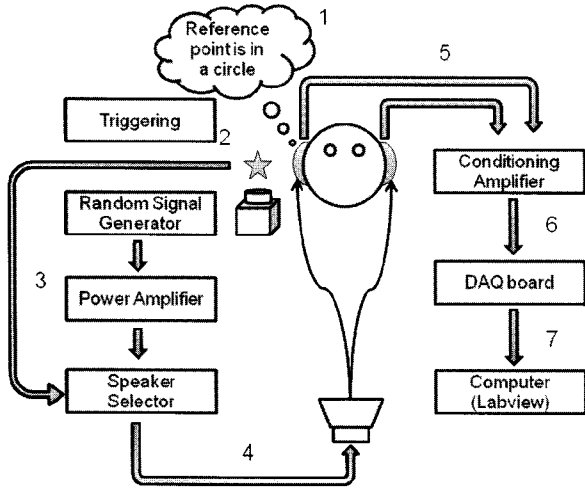 1
Reference
point is in
a circle
5
Triggering
2
Conditioning
Amplifier
Random Signal
Generator
6
3
Power Amplifier
DAQ board
7
Speaker
Selector
Computer
(Labview)
4